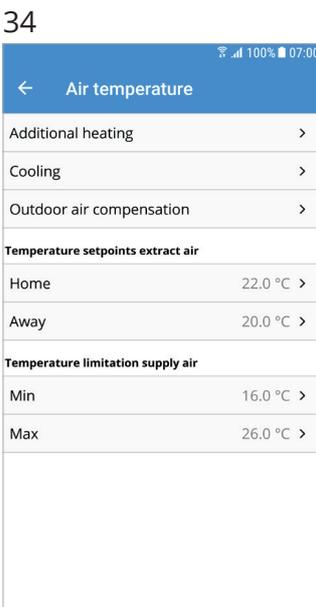 34
100% 07:00
Air temperature
Additional heating
Cooling
Outdoor air compensation
Temperature setpoints extract air
Home 22.0 °C
Away 20.0 °C
Temperature limitation supply air
Min 16.0 °C
Max 26.0 °C